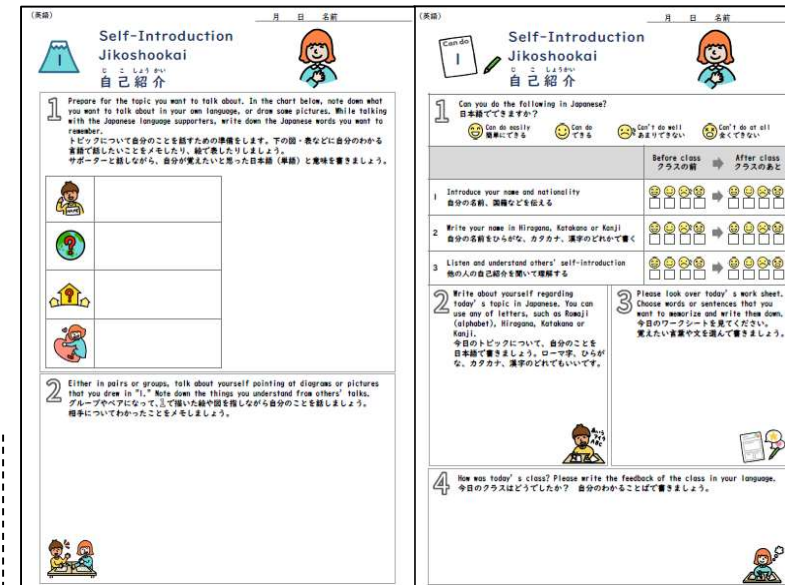 (英語)
月 日 名前
1
Self-Introduction
Jikoshookai
じ こ しょう かい
自己紹介
1 Prepare for the topic you want to talk about. In the chart below, note down what
you want to talk about in your own language, or draw some pictures. While talking
with the Japanese language supporters, write down the Japanese words you want to
remember.
トピックについて自分のことを話すための準備をします。下の図・表などに自分のわかる
言語で話したいことをメモしたり、絵で表したりしましょう。
サポーターと話しながら、自分が覚えたいと思った日本語(単語)と意味を書きましょう。
2 Either in pairs or groups, talk about yourself pointing at diagrams or pictures
that you drew in "1." Note down the things you understand from others' talks.
グループやペアになって、1で描いた絵や図を指しながら自分のことを話しましょう。
相手についてわかったことをメモしましょう。
(英語)
月 日 名前
Can do
1
Self-Introduction
Jikoshookai
じ こ しょうかい
自己紹介
1 Can you do the following in Japanese?
日本語でできますか?
Can do easily
簡単にできる
Can do
できる
Can't do well
あまりできない
Can't do at all
全くできない
Before class
クラスの前
After class
クラスのあと
1 Introduce your name and nationality
自分の名前、国籍などを伝える
2 Write your name in Hiragana, Katakana or Kanji
自分の名前をひらがな、カタカナ、漢字のどれかで書く
3 Listen and understand others' self-introduction
他の人の自己紹介を聞いて理解する
2 Write about yourself regarding
today's topic in Japanese. You can
use any of letters, such as Romaji
(alphabet), Hiragana, Katakana or
Kanji.
今日のトピックについて、自分のことを
日本語で書きましょう。ローマ字、ひらが
な、カタカナ、漢字のどれでもいいです。
3 Please look over today's work sheet.
Choose words or sentences that you
want to memorize and write them down.
今日のワークシートを見てください。
覚えたい言葉や文を選んで書きましょう。
4 How was today's class? Please write the feedback of the class in your language.
今日のクラスはどうでしたか? 自分のわかることばで書きましょう。